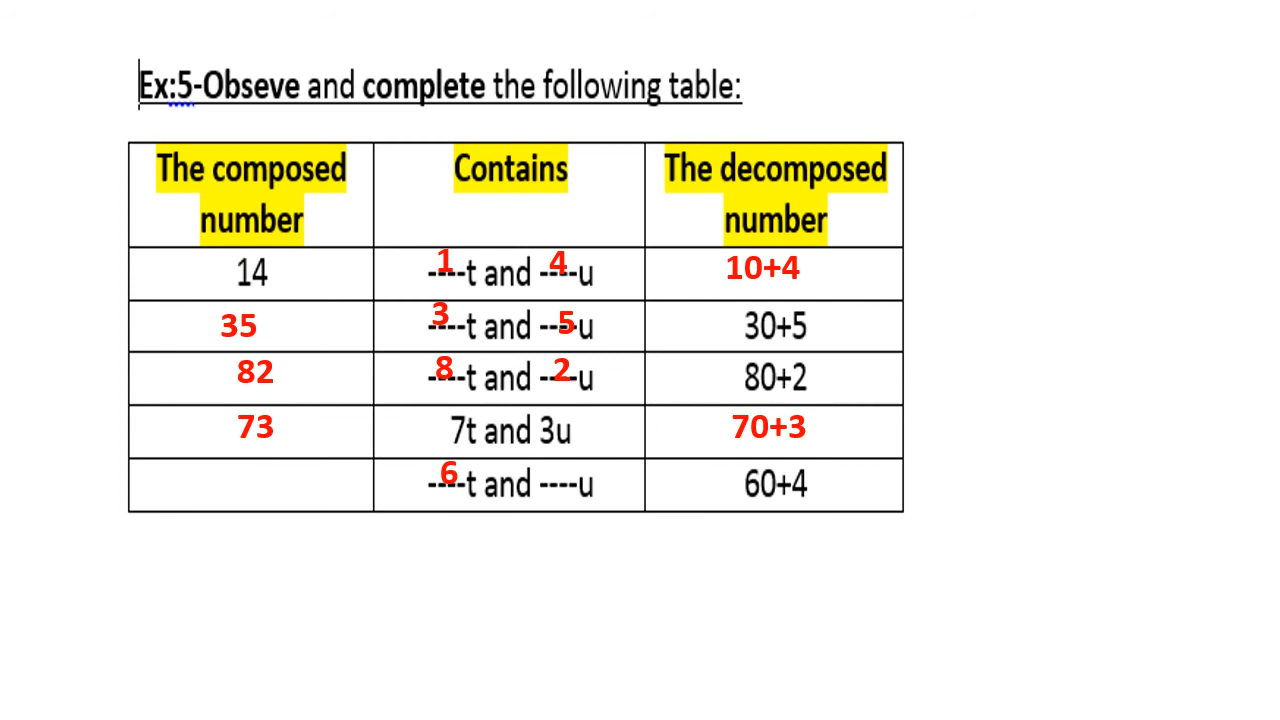 Ex:5-Obseve and complete the following table:
The composed number Contains The decomposed number
14 1 ----t and 4 ----u 10+4
35 3 ----t and 5 ----u 30+5
82 8 ----t and 2 ----u 80+2
73 7t and 3u 70+3
6 ----t and ----u 60+4